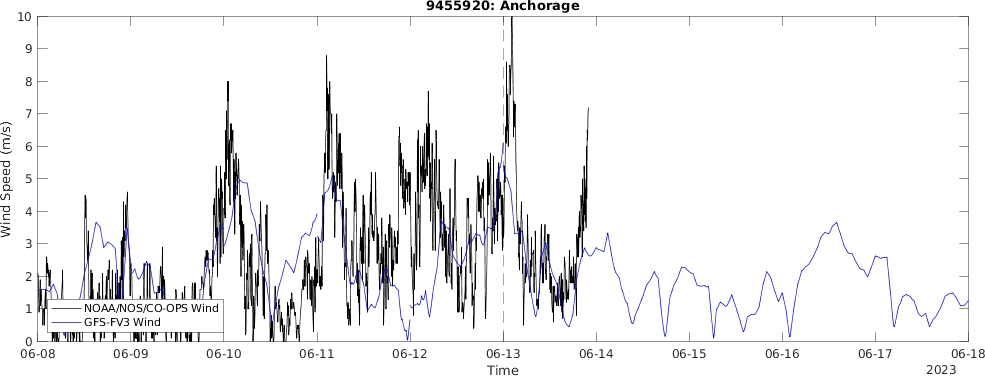 9455920: Anchorage
10
9
8
7
6
5
4
3
2
1
0
Wind Speed (m/s)
NOAA/NOS/CO-OPS Wind
GFS-FV3 Wind
06-08 06-09 06-10 06-11 06-12 06-13 06-14 06-15 06-16 06-17 06-18
Time
2023